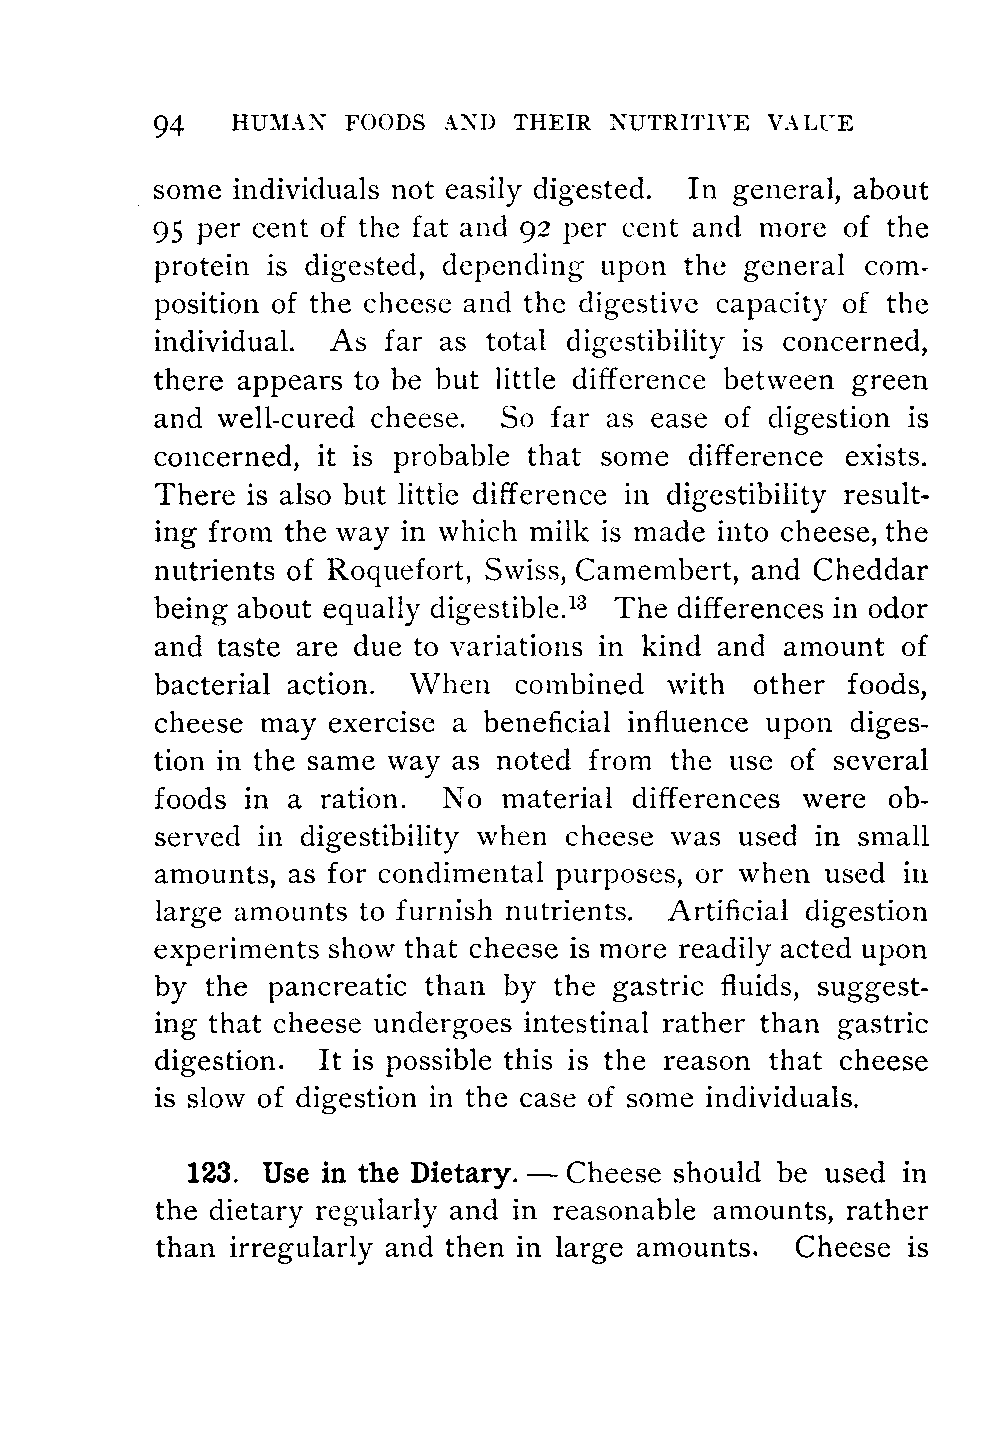 94 HUMAN FOODS AND THEIR NUTRITIVE VALUE
some individuals not easily digested. In general, about
95 per cent of the fat and 92 per cent and more of the
protein is digested, depending upon the general com-
position of the cheese and the digestive capacity of the
individual. As far as total digestibility is concerned,
there appears to be but little difference between green
and well-cured cheese. So far as ease of digestion is
concerned, it is probable that some difference exists.
There is also but little difference in digestibility result-
ing from the way in which milk is made into cheese, the
nutrients of Roquefort, Swiss, Camembert, and Cheddar
being about equally digestible.¹³ The differences in odor
and taste are due to variations in kind and amount of
bacterial action. When combined with other foods,
cheese may exercise a beneficial influence upon diges-
tion in the same way as noted from the use of several
foods in a ration. No material differences were ob-
served in digestibility when cheese was used in small
amounts, as for condimental purposes, or when used in
large amounts to furnish nutrients. Artificial digestion
experiments show that cheese is more readily acted upon
by the pancreatic than by the gastric fluids, suggest-
ing that cheese undergoes intestinal rather than gastric
digestion. It is possible this is the reason that cheese
is slow of digestion in the case of some individuals.
123. Use in the Dietary. — Cheese should be used in
the dietary regularly and in reasonable amounts, rather
than irregularly and then in large amounts. Cheese is